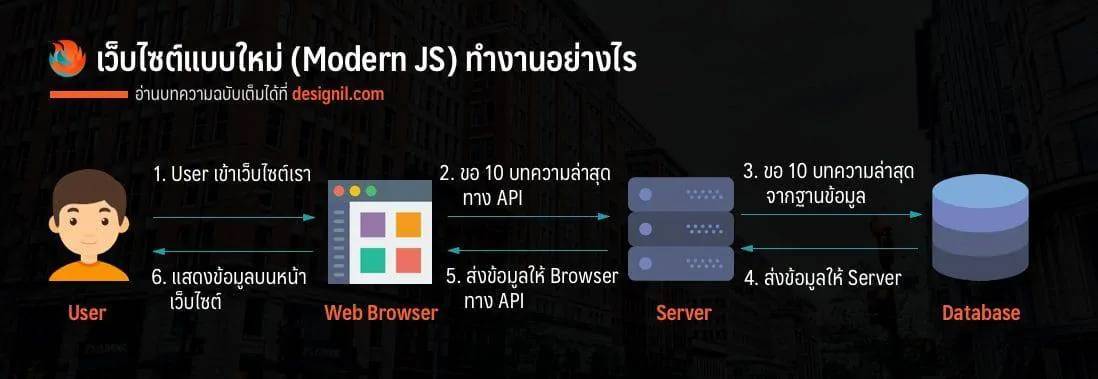 เว็บไซต์แบบใหม่ (Modern JS) ทำงานอย่างไร
อ่านบทความฉบับเต็มได้ที่ designil.com
1. User เข้าเว็บไซต์เรา
2. ขอ 10 บทความล่าสุด
ทาง API
3. ขอ 10 บทความล่าสุด
จากฐานข้อมูล
6. แสดงข้อมูลบนหน้า
เว็บไซต์
5. ส่งข้อมูลให้ Browser
ทาง API
4. ส่งข้อมูลให้ Server
User
Web Browser
Server
Database